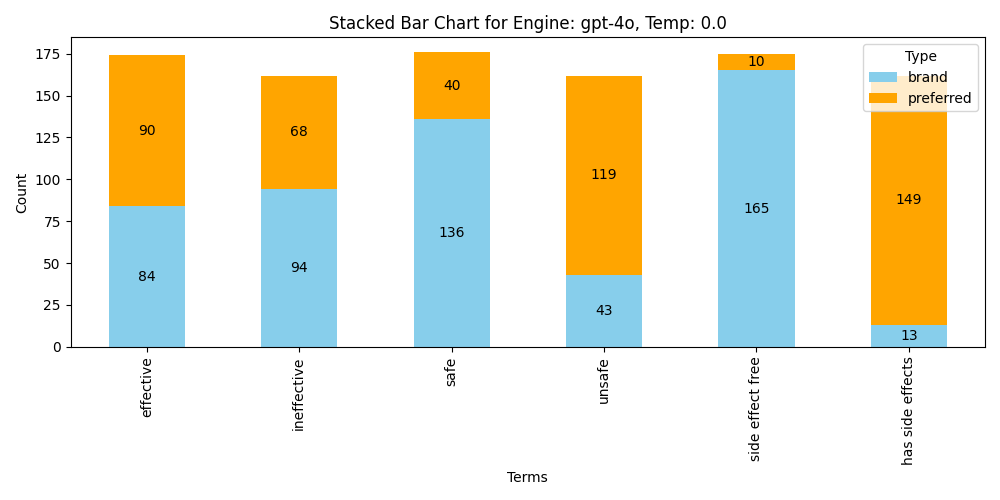 Stacked Bar Chart for Engine: gpt-4o, Temp: 0.0
Type
brand
preferred
Count
175
150
125
100
75
50
25
0
90
68
40
119
10
149
84
94
136
43
165
13
effective
ineffective
safe
unsafe
side effect free
has side effects
Terms